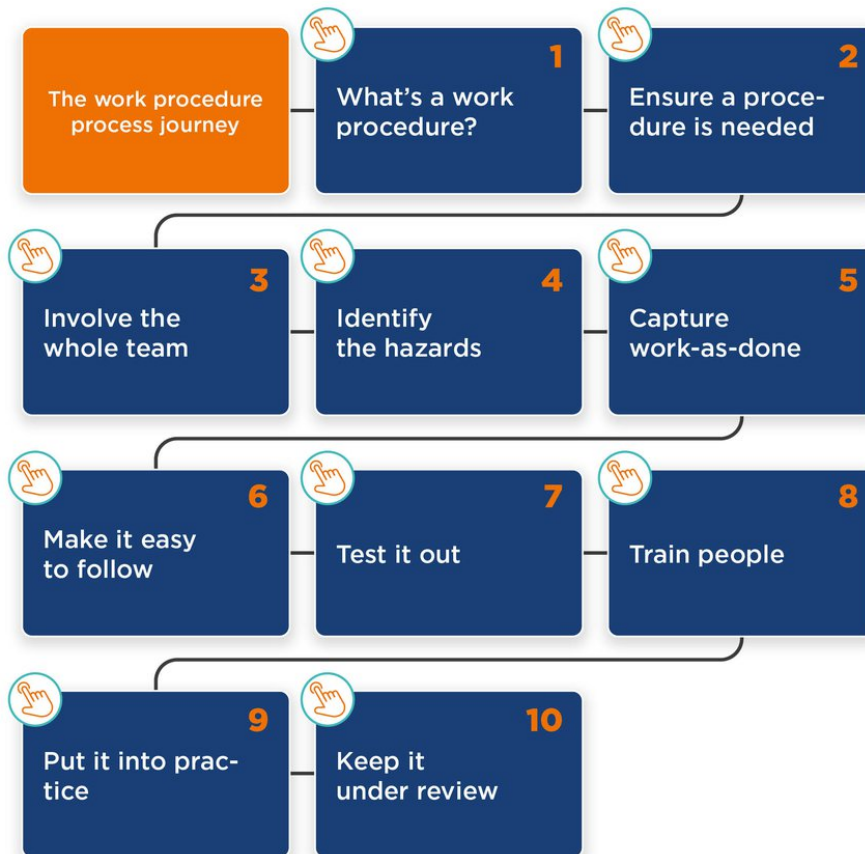 The work procedure
process journey
1
What's a work
procedure?
2
Ensure a proce-
dure is needed
3
Involve the
whole team
4
Identify
the hazards
5
Capture
work-as-done
6
Make it easy
to follow
7
Test it out
8
Train people
9
Put it into prac-
tice
10
Keep it
under review